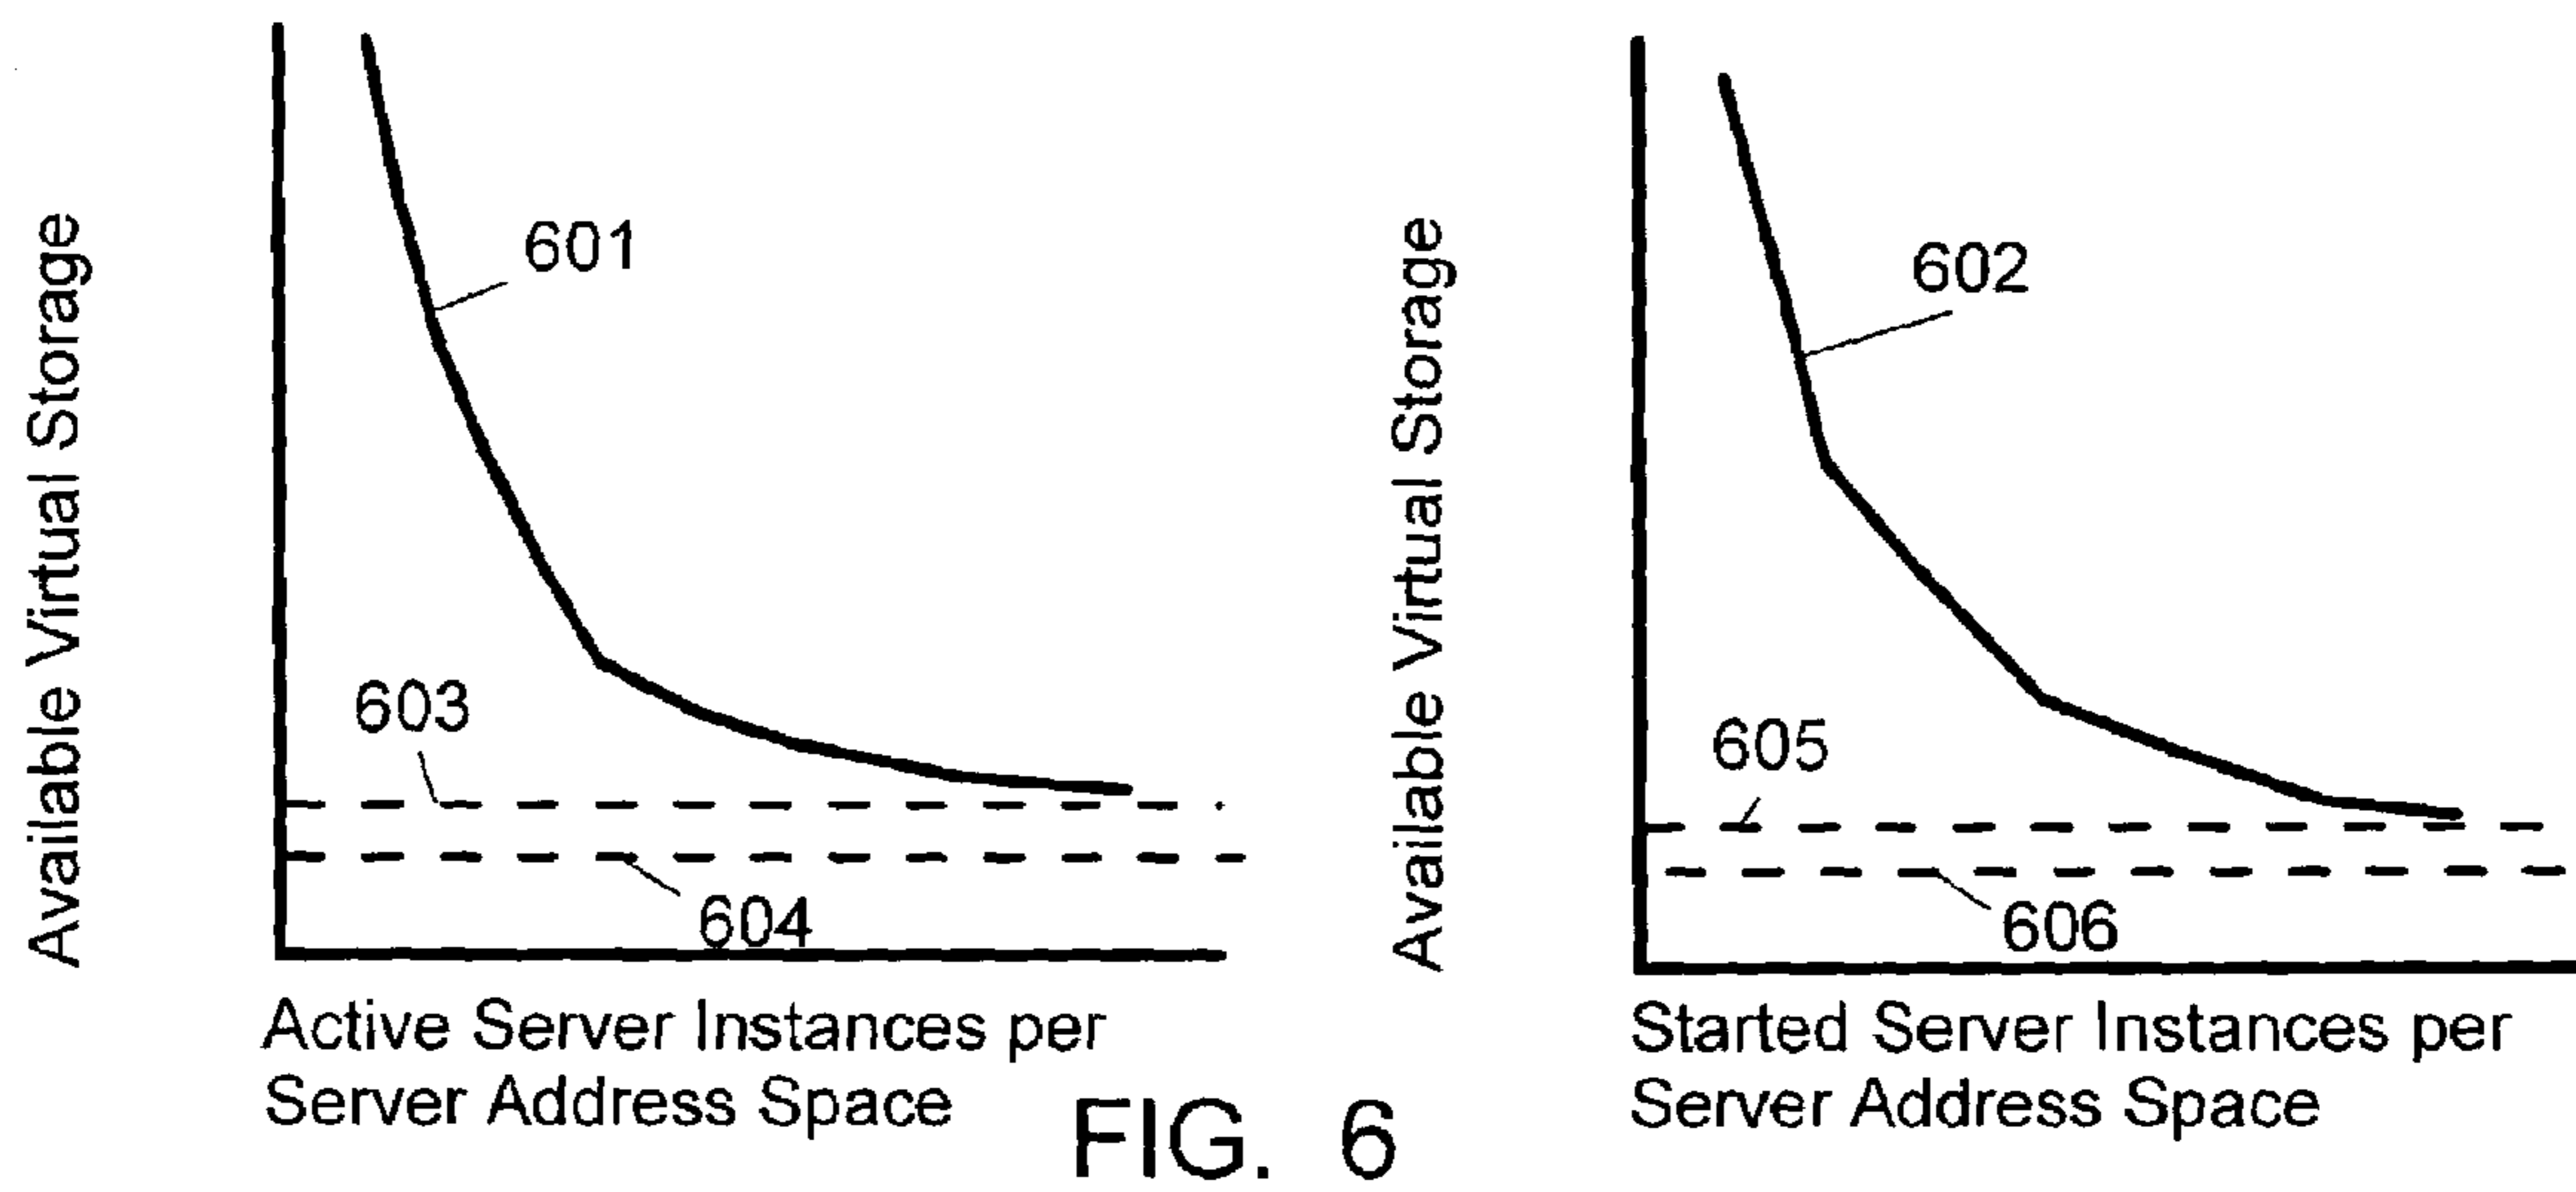 Available Virtual Storage
601
603
604
Active Server Instances per
Server Address Space
Available Virtual Storage
602
605
606
Started Server Instances per
Server Address Space
FIG. 6